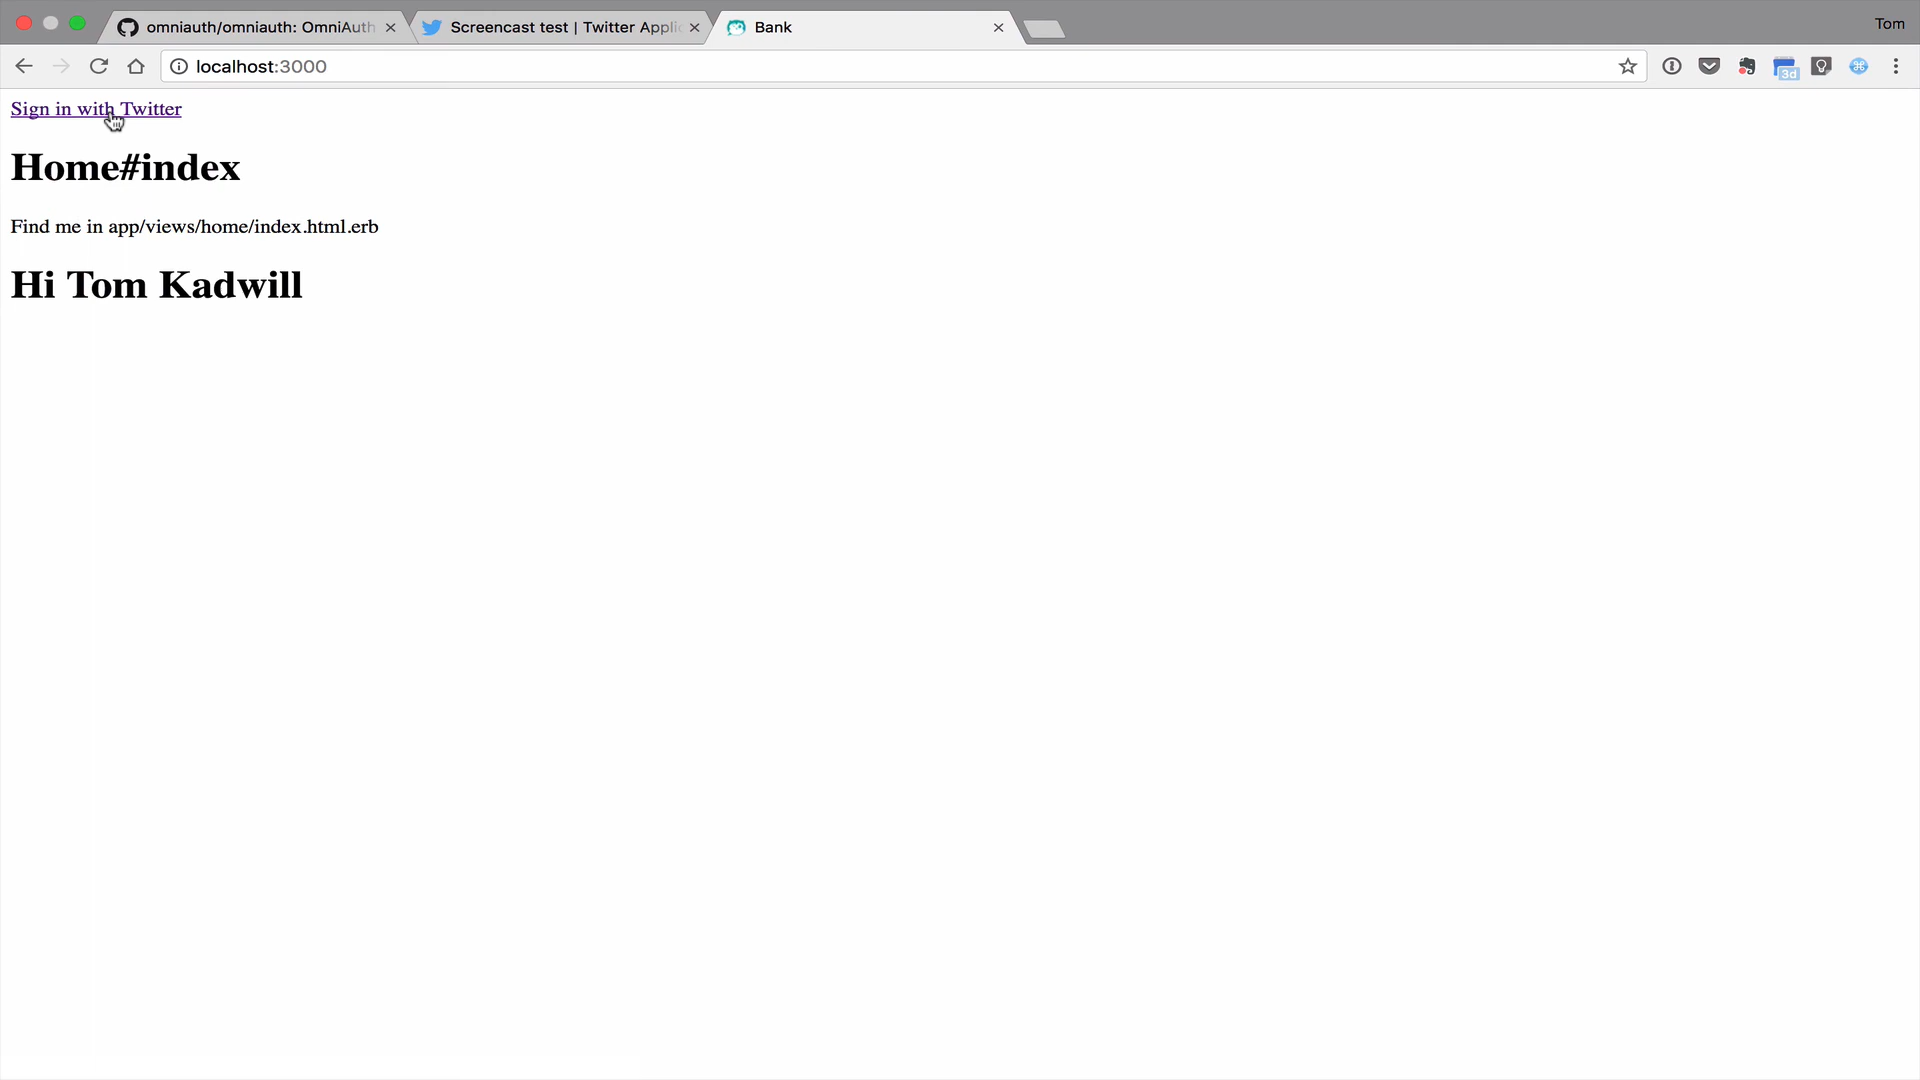 omniauth/omniauth: OmniAuth
Screencast test | Twitter Applic
Bank
Tom
localhost:3000
3d
Sign in with Twitter
Home#index
Find me in app/views/home/index.html.erb
Hi Tom Kadwill